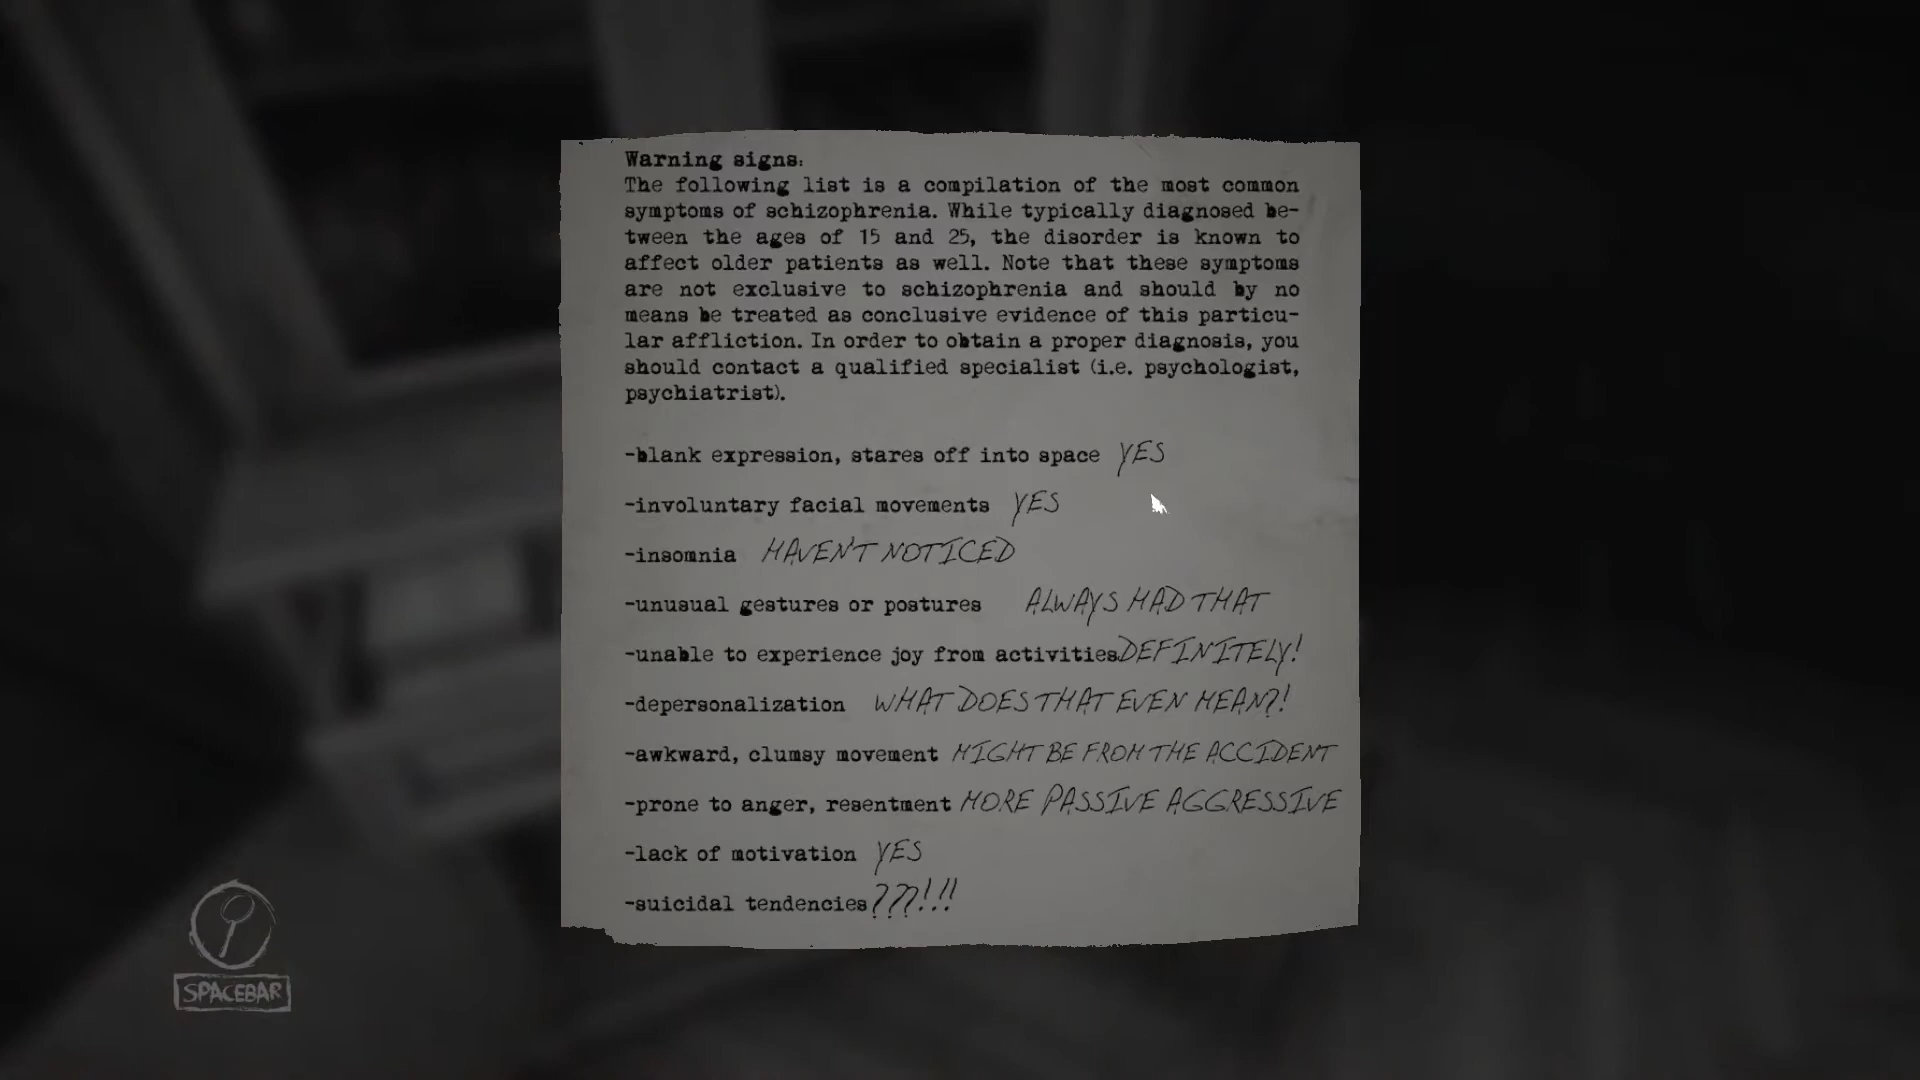 Warning signs:
The following list is a compilation of the most common
symptoms of schizophrenia. While typically diagnosed be-
tween the ages of 15 and 25, the disorder is known to
affect older patients as well. Note that these symptoms
are not exclusive to schizophrenia and should by no
means be treated as conclusive evidence of this particu-
lar affliction. In order to obtain a proper diagnosis, you
should contact a qualified specialist (i.e. psychologist,
psychiatrist).
-blank expression, stares off into space YES
-involuntary facial movements YES
-insomnia HAVEN'T NOTICED
-unusual gestures or postures ALWAYS HAD THAT
-unable to experience joy from activities DEFINITELY!
-depersonalization WHAT DOES THAT EVEN MEAN?!
-awkward, clumsy movement MIGHT BE FROM THE ACCIDENT
-prone to anger, resentment MORE PASSIVE AGGRESSIVE
-lack of motivation YES
-suicidal tendencies ???!!!
SPACEBAR